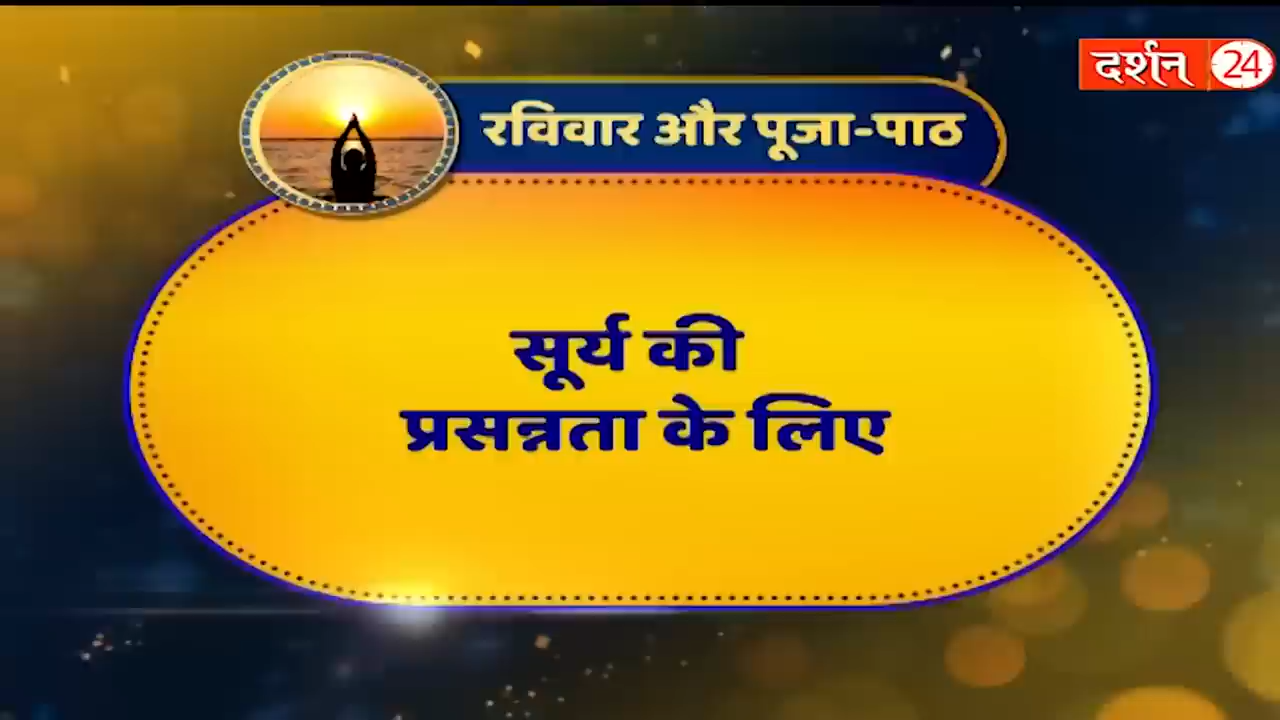 दर्शन 24
रविवार और पूजा-पाठ
सूर्य की
प्रसन्नता के लिए